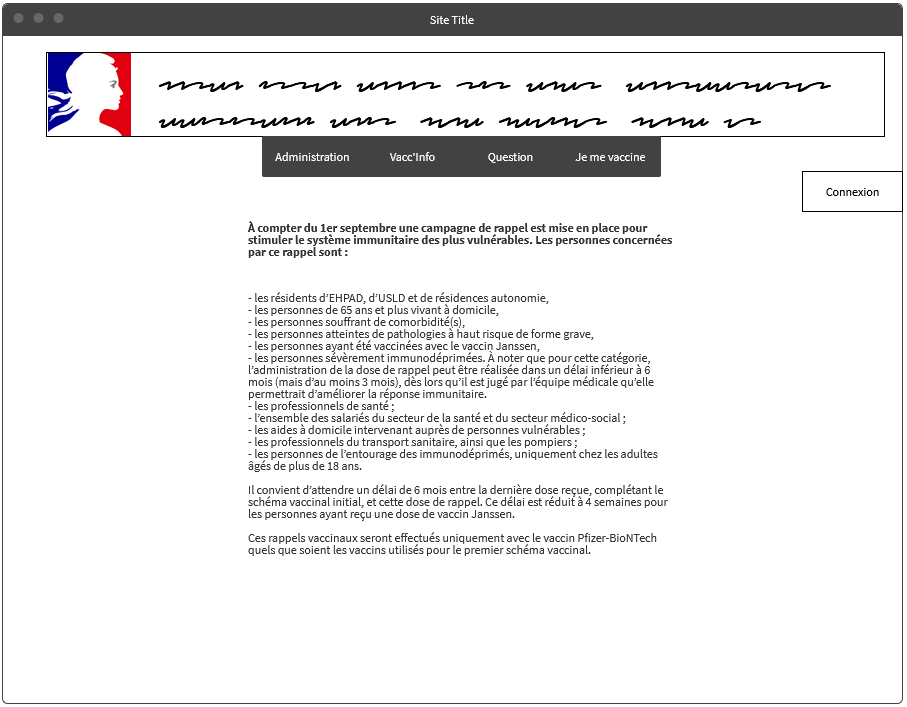 Site Title
Administration Vacc'Info Question Je me vaccine
Connexion
À compter du 1er septembre une campagne de rappel est mise en place pour
stimuler le système immunitaire des plus vulnérables. Les personnes concernées
par ce rappel sont :
- les résidents d’EHPAD, d’USLD et de résidences autonomie,
- les personnes de 65 ans et plus vivant à domicile,
- les personnes souffrant de comorbidité(s),
- les personnes atteintes de pathologies à haut risque de forme grave,
- les personnes ayant été vaccinées avec le vaccin Janssen,
- les personnes sévèrement immunodéprimées. À noter que pour cette catégorie,
l’administration de la dose de rappel peut être réalisée dans un délai inférieur à 6
mois (mais d’au moins 3 mois), dès lors qu’il est jugé par l’équipe médicale qu’elle
permettrait d’améliorer la réponse immunitaire.
- les professionnels de santé ;
- l’ensemble des salariés du secteur de la santé et du secteur médico-social ;
- les aides à domicile intervenant auprès de personnes vulnérables ;
- les professionnels du transport sanitaire, ainsi que les pompiers ;
- les personnes de l’entourage des immunodéprimés, uniquement chez les adultes
âgés de plus de 18 ans.
Il convient d’attendre un délai de 6 mois entre la dernière dose reçue, complétant le
schéma vaccinal initial, et cette dose de rappel. Ce délai est réduit à 4 semaines pour
les personnes ayant reçu une dose de vaccin Janssen.
Ces rappels vaccinaux seront effectués uniquement avec le vaccin Pfizer-BioNTech
quels que soient les vaccins utilisés pour le premier schéma vaccinal.